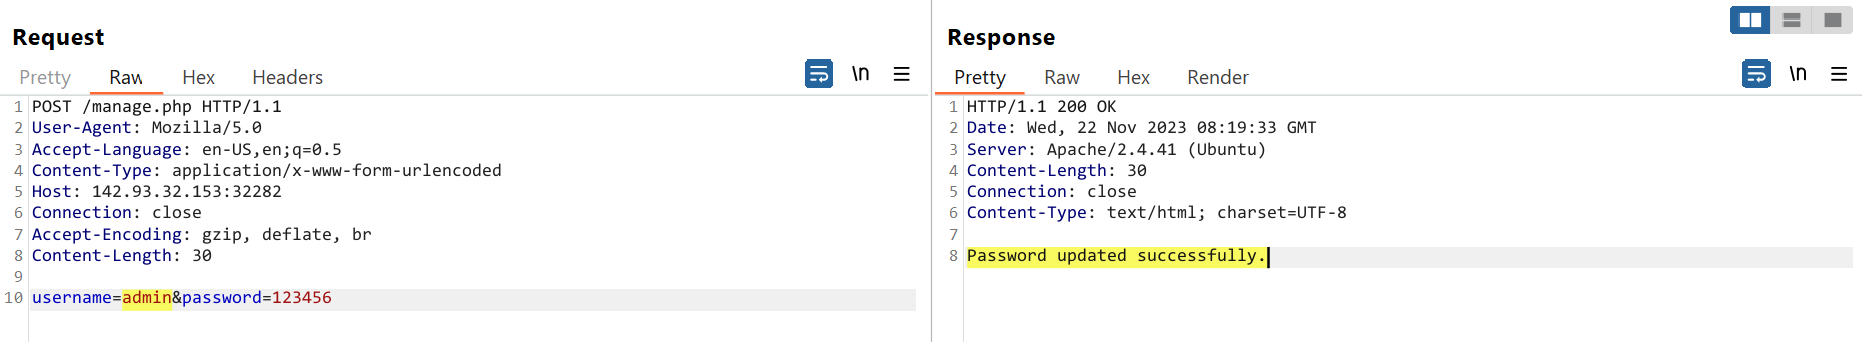 Request
Pretty Raw Hex Headers \n
1 POST /manage.php HTTP/1.1
2 User-Agent: Mozilla/5.0
3 Accept-Language: en-US,en;q=0.5
4 Content-Type: application/x-www-form-urlencoded
5 Host: 142.93.32.153:32282
6 Connection: close
7 Accept-Encoding: gzip, deflate, br
8 Content-Length: 30
9
10 username=admin&password=123456
Response
Pretty Raw Hex Render \n
1 HTTP/1.1 200 OK
2 Date: Wed, 22 Nov 2023 08:19:33 GMT
3 Server: Apache/2.4.41 (Ubuntu)
4 Content-Length: 30
5 Connection: close
6 Content-Type: text/html; charset=UTF-8
7
8 Password updated successfully.